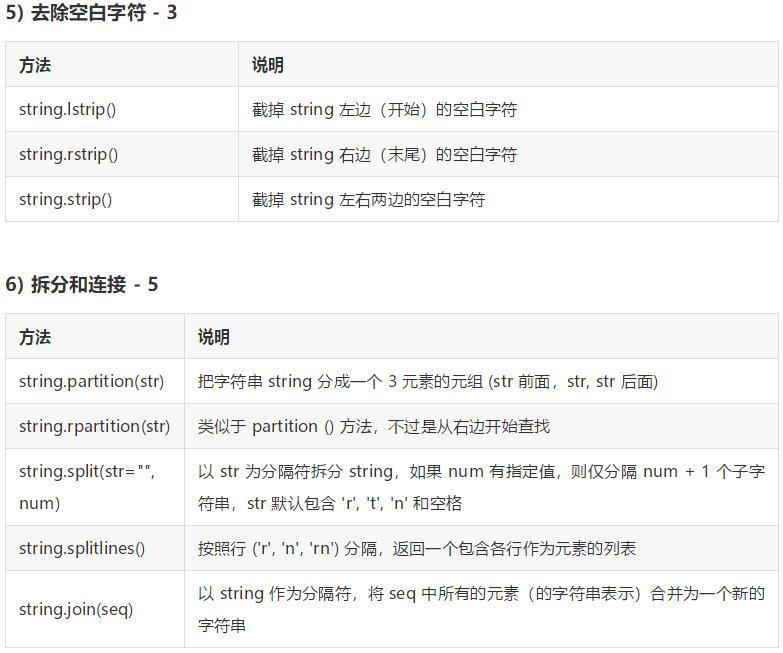 5) 去除空白字符 - 3
方法 说明
string.lstrip() 截掉 string 左边（开始）的空白字符
string.rstrip() 截掉 string 右边（末尾）的空白字符
string.strip() 截掉 string 左右两边的空白字符
6) 拆分和连接 - 5
方法 说明
string.partition(str) 把字符串 string 分成一个 3 元素的元组 (str 前面，str, str 后面)
string.rpartition(str) 类似于 partition () 方法，不过是从右边开始查找
string.split(str="", 以 str 为分隔符拆分 string，如果 num 有指定值，则仅分隔 num + 1 个子字
num) 符串，str 默认包含 'r', 't', 'n' 和空格
string.splitlines() 按照行 ('r', 'n', 'rn') 分隔，返回一个包含各行作为元素的列表
string.join(seq) 以 string 作为分隔符，将 seq 中所有的元素（的字符串表示）合并为一个新的
字符串